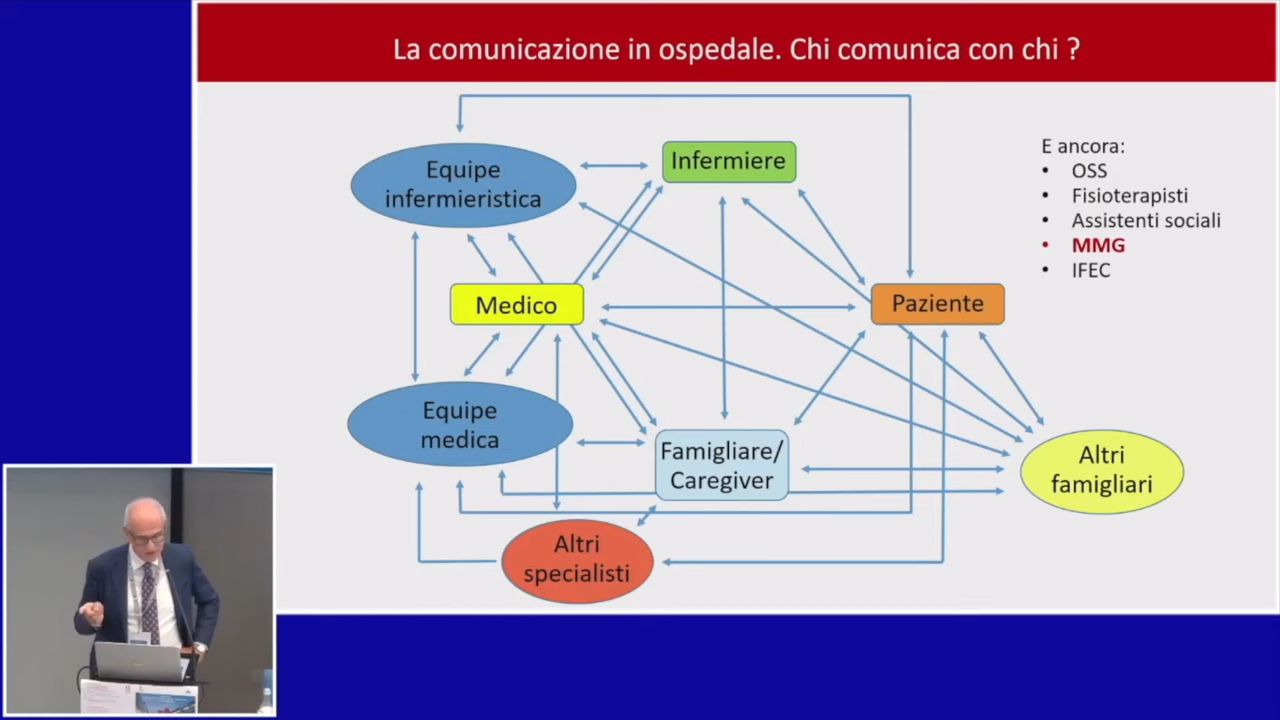 La comunicazione in ospedale. Chi comunica con chi ?
Equipe
infermieristica
Infermiere
E ancora:
• OSS
• Fisioterapisti
• Assistenti sociali
• MMG
• IFEC
Medico
Paziente
Equipe
medica
Famigliare/
Caregiver
Altri
famigliari
Altri
specialisti